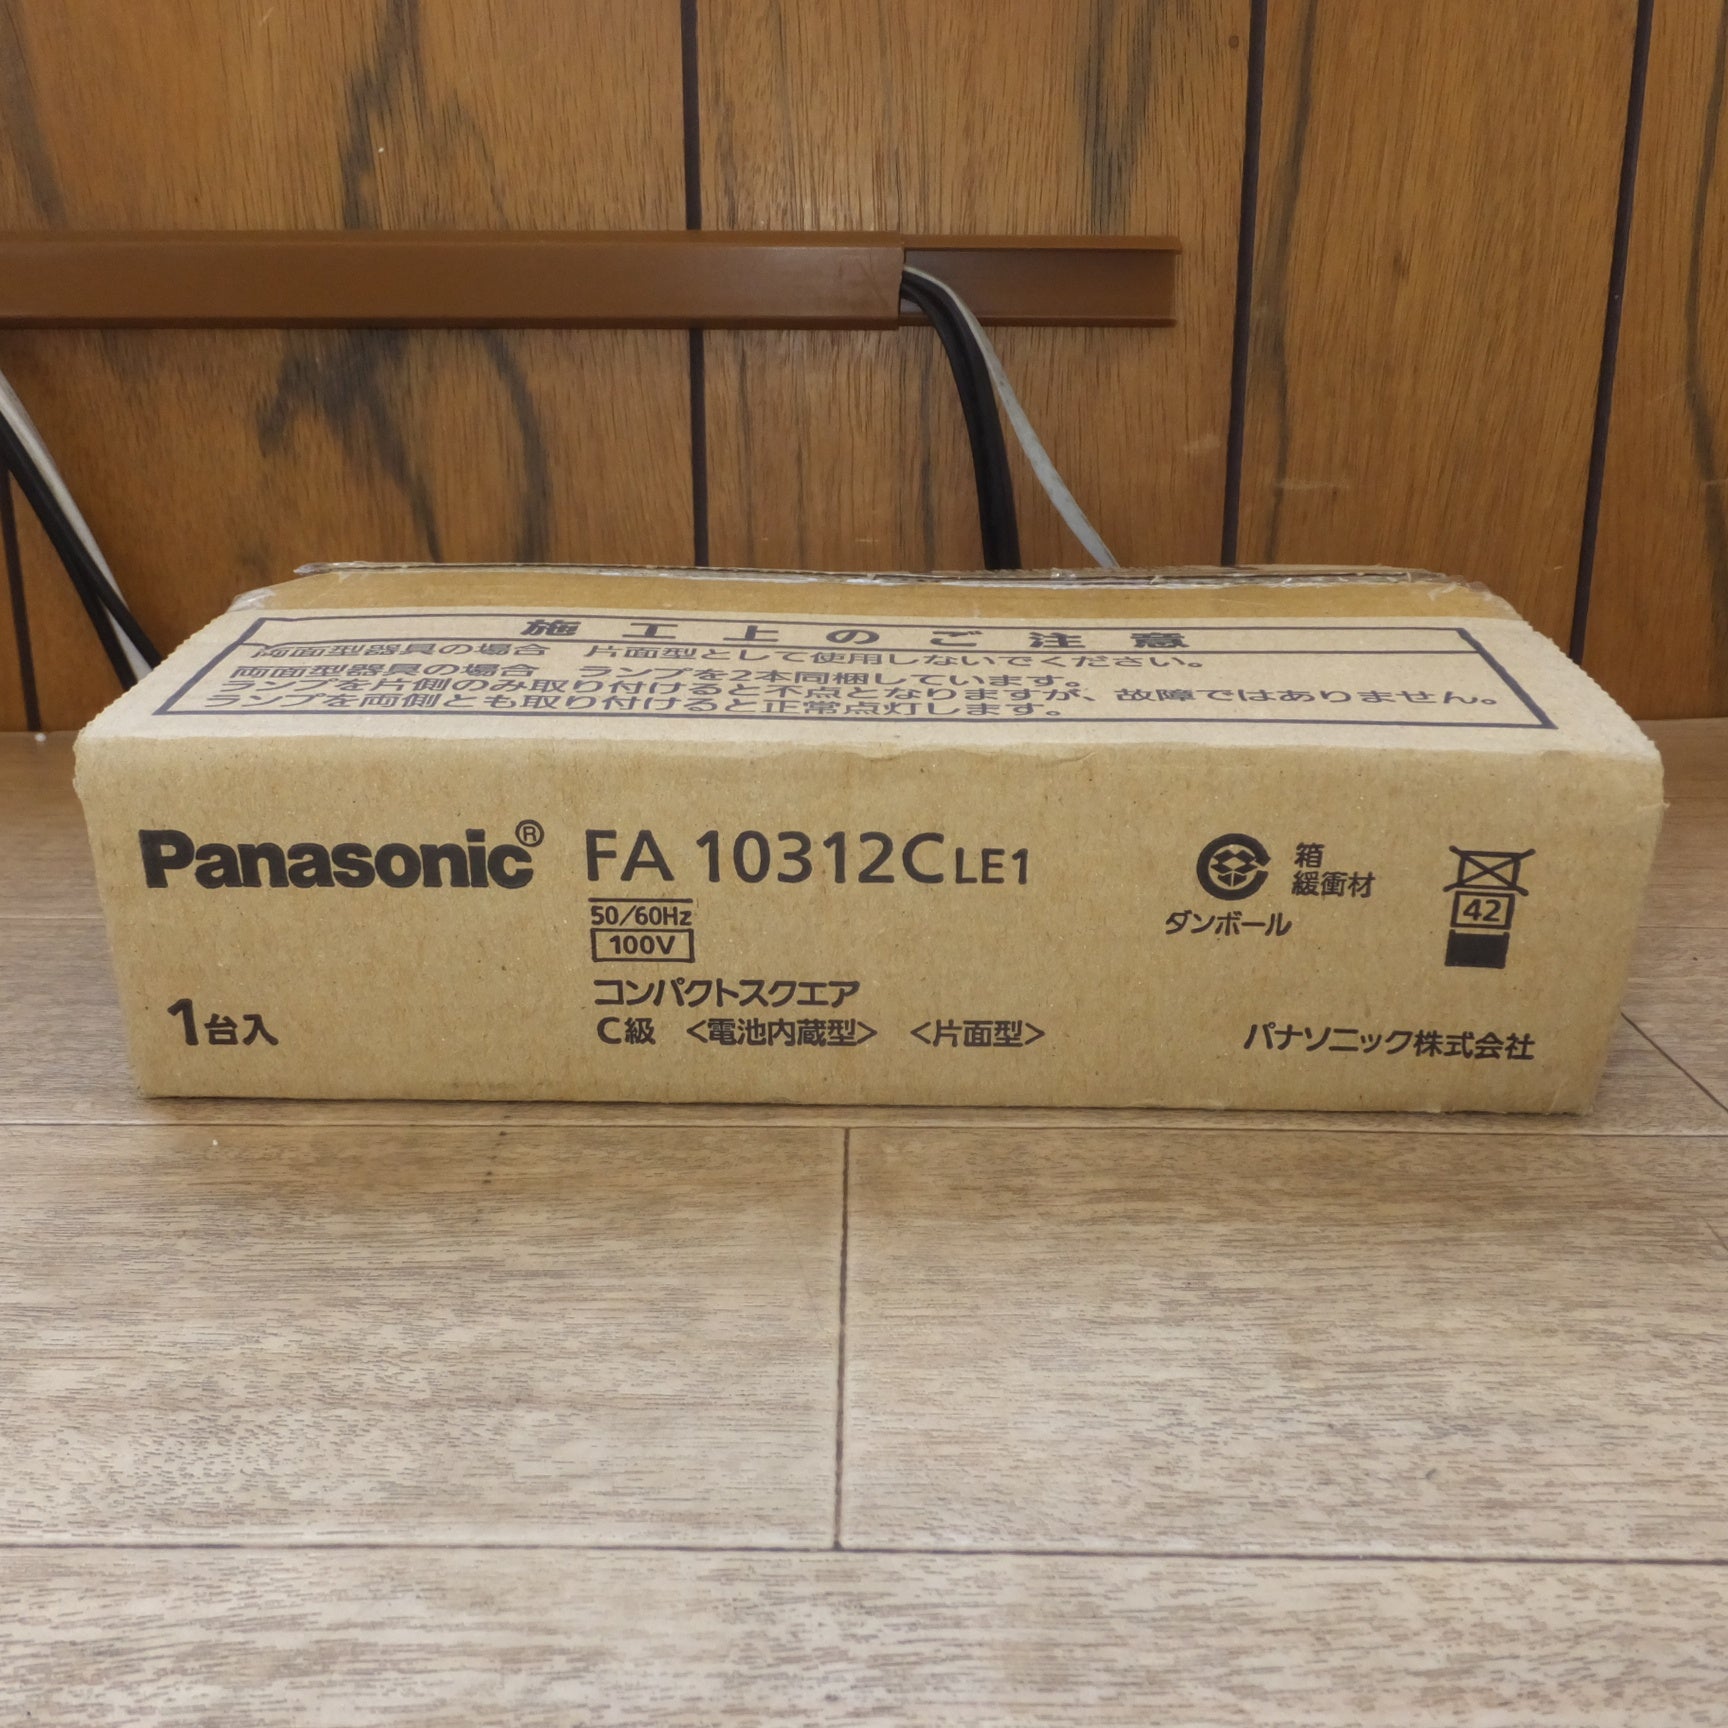 施工上のご注意
両面型器具の場合　片面型として使用しないでください。
両面型器具の場合　ランプを2本同梱しています。
ランプを片側のみ取り付けると不点となりますが、故障ではありません。
ランプを両側とも取り付けると正常点灯します。
Panasonic® FA 10312C LE1
50/60Hz
100V
コンパクトスクエア
C級 <電池内蔵型> <片面型>
1台入
箱
緩衝材
ダンボール
42
パナソニック株式会社